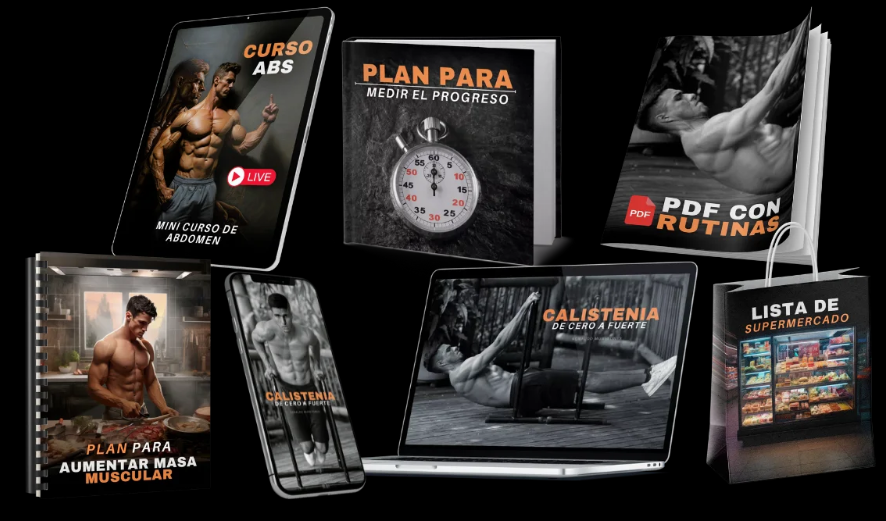 CURSO
ABS
LIVE
MINI CURSO DE
ABDOMEN
PLAN PARA
MEDIR EL PROGRESO
60
55
5
50
10
45
15
40
20
35
25
30
PDF
PDF CON
RUTINAS
PLAN PARA
AUMENTAR MASA
MUSCULAR
CALISTENIA
DE CERO A FUERTE
CALISTENIA
DE CERO A FUERTE
LISTA DE
SUPERMERCADO